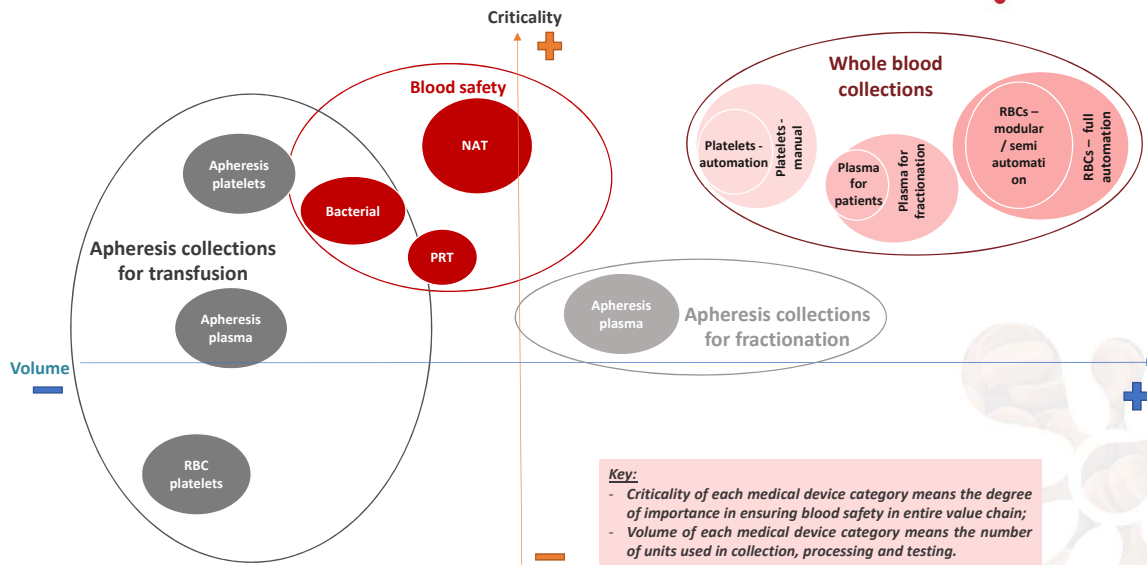 Criticality
Blood safety
NAT
Bacterial
PRT
Whole blood
collections
Platelets -
automation
Platelets -
manual
Plasma
for
patients
Plasma for
fractionation
RBCs –
modular
/ semi
automati
on
RBCs – full
automation
Apheresis
platelets
Apheresis collections
for transfusion
Apheresis
plasma
RBC
platelets
Apheresis
plasma
Apheresis collections
for fractionation
Volume
Key:
- Criticality of each medical device category means the degree
of importance in ensuring blood safety in entire value chain;
- Volume of each medical device category means the number
of units used in collection, processing and testing.